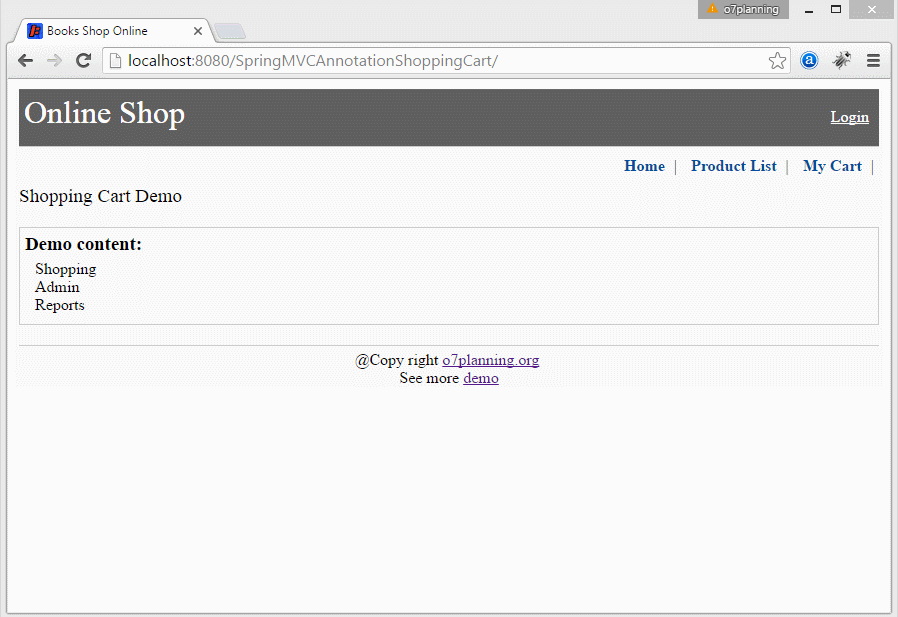 o7planning
Books Shop Online
localhost:8080/SpringMVCAnnotationShoppingCart/
a
Online Shop
Login
Home | Product List | My Cart |
Shopping Cart Demo
Demo content:
Shopping
Admin
Reports
@Copy right o7planning.org
See more demo